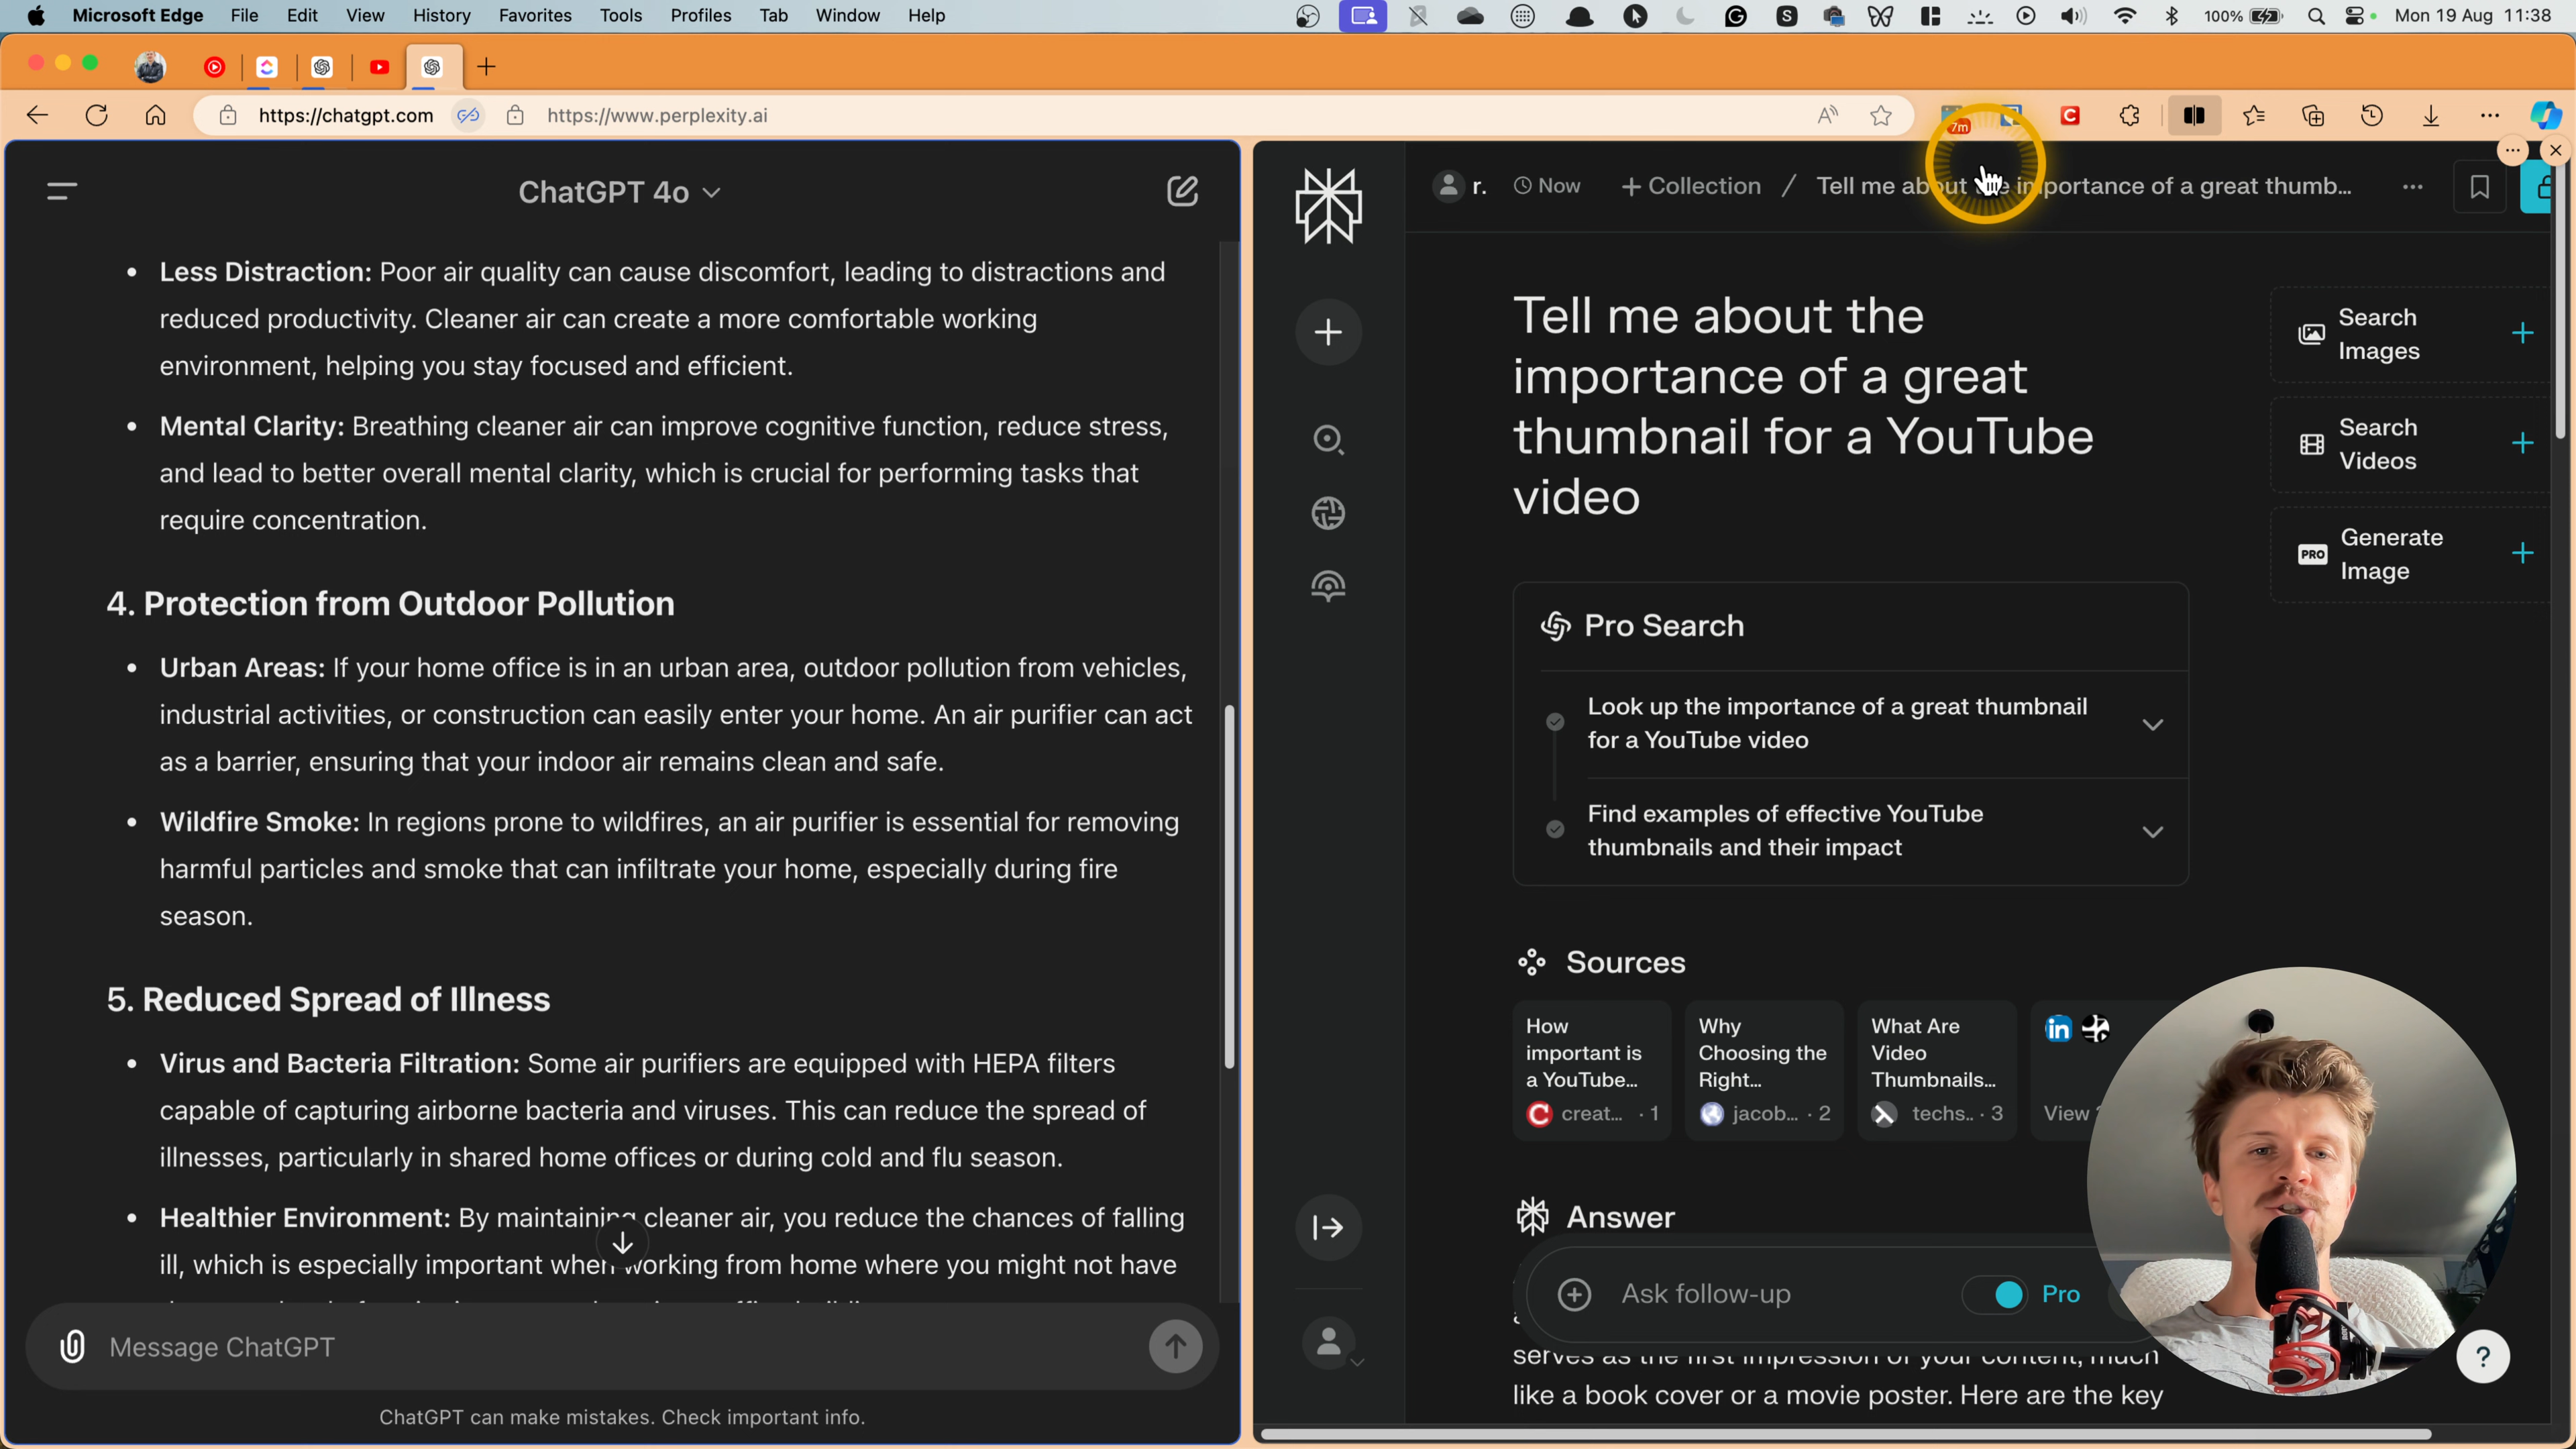 Microsoft Edge File Edit View History Favorites Tools Profiles Tab Window Help
100% Mon 19 Aug 11:38
https://chatgpt.com https://www.perplexity.ai
7m
ChatGPT 4o
Less Distraction: Poor air quality can cause discomfort, leading to distractions and
reduced productivity. Cleaner air can create a more comfortable working
environment, helping you stay focused and efficient.
Mental Clarity: Breathing cleaner air can improve cognitive function, reduce stress,
and lead to better overall mental clarity, which is crucial for performing tasks that
require concentration.
4. Protection from Outdoor Pollution
Urban Areas: If your home office is in an urban area, outdoor pollution from vehicles,
industrial activities, or construction can easily enter your home. An air purifier can act
as a barrier, ensuring that your indoor air remains clean and safe.
Wildfire Smoke: In regions prone to wildfires, an air purifier is essential for removing
harmful particles and smoke that can infiltrate your home, especially during fire
season.
5. Reduced Spread of Illness
Virus and Bacteria Filtration: Some air purifiers are equipped with HEPA filters
capable of capturing airborne bacteria and viruses. This can reduce the spread of
illnesses, particularly in shared home offices or during cold and flu season.
Healthier Environment: By maintaining cleaner air, you reduce the chances of falling
ill, which is especially important when working from home where you might not have
Message ChatGPT
ChatGPT can make mistakes. Check important info.
r. Now + Collection / Tell me about the importance of a great thumb...
Tell me about the
importance of a great
thumbnail for a YouTube
video
Search
Images
Search
Videos
PRO Generate
Image
Pro Search
Look up the importance of a great thumbnail
for a YouTube video
Find examples of effective YouTube
thumbnails and their impact
Sources
How
important is
a YouTube...
creat... · 1
Why
Choosing the
Right...
jacob... · 2
What Are
Video
Thumbnails...
techs.. · 3
View
Answer
Ask follow-up Pro
serves as the first impression of your content, much
like a book cover or a movie poster. Here are the key
?